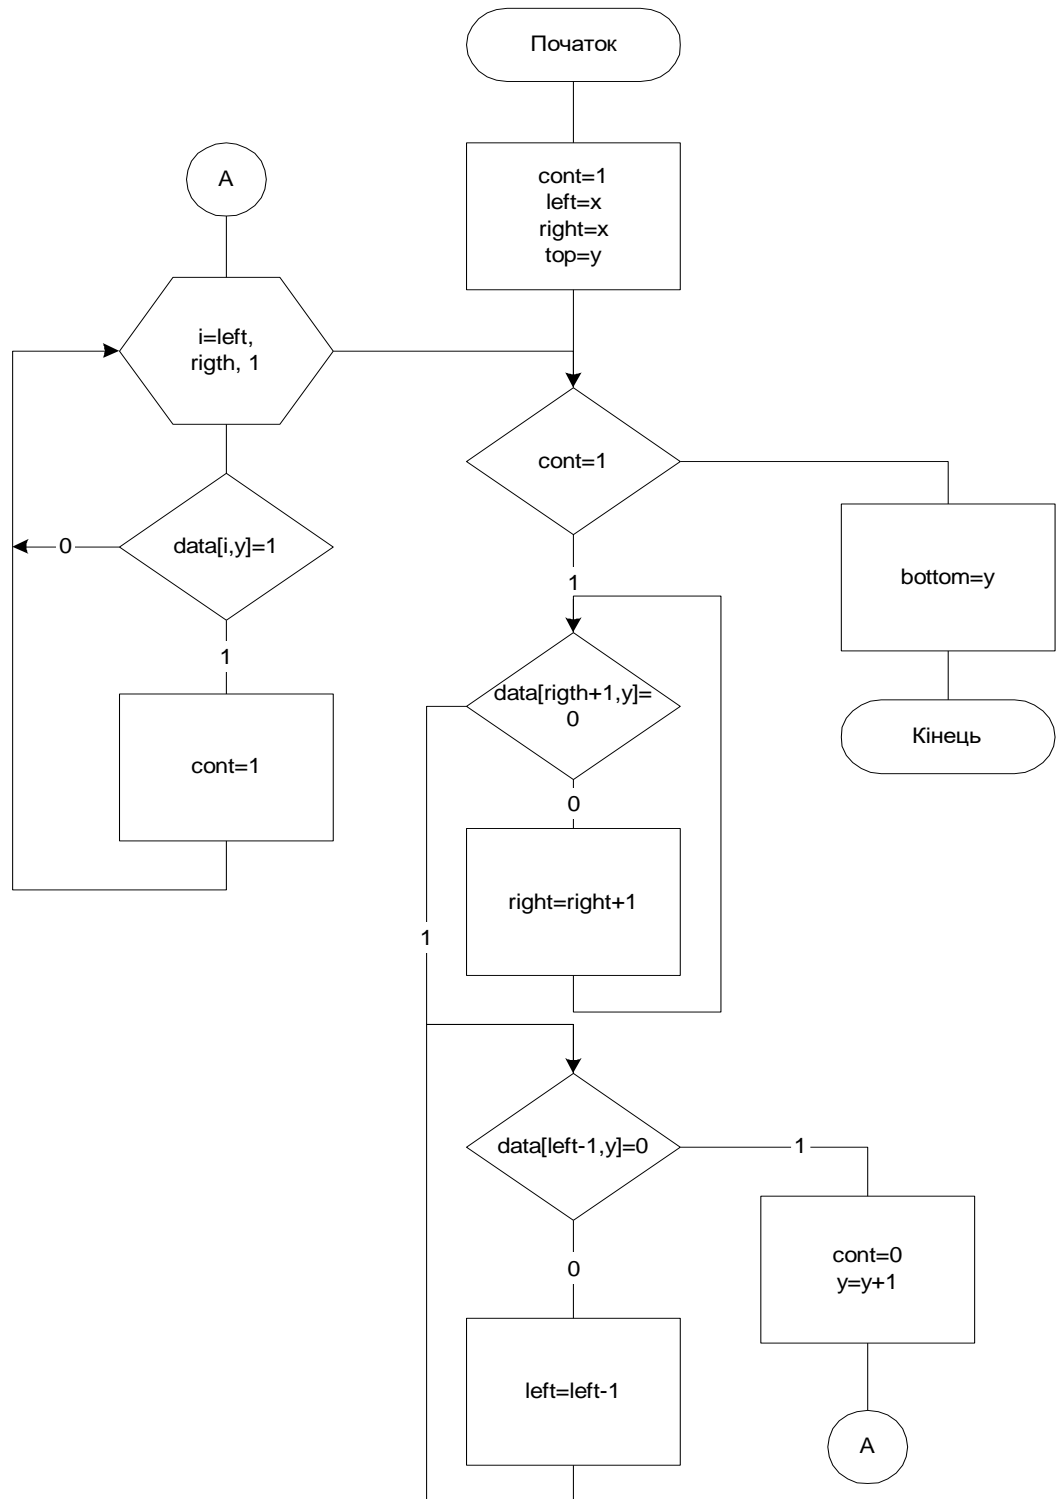 Початок
cont=1
left=x
right=x
top=y
A
i=left,
rigth, 1
cont=1
data[i,y]=1
0
bottom=y
1
1
data[rigth+1,y]=
0
Кінець
cont=1
0
right=right+1
1
data[left-1,y]=0
1
0
cont=0
y=y+1
left=left-1
A